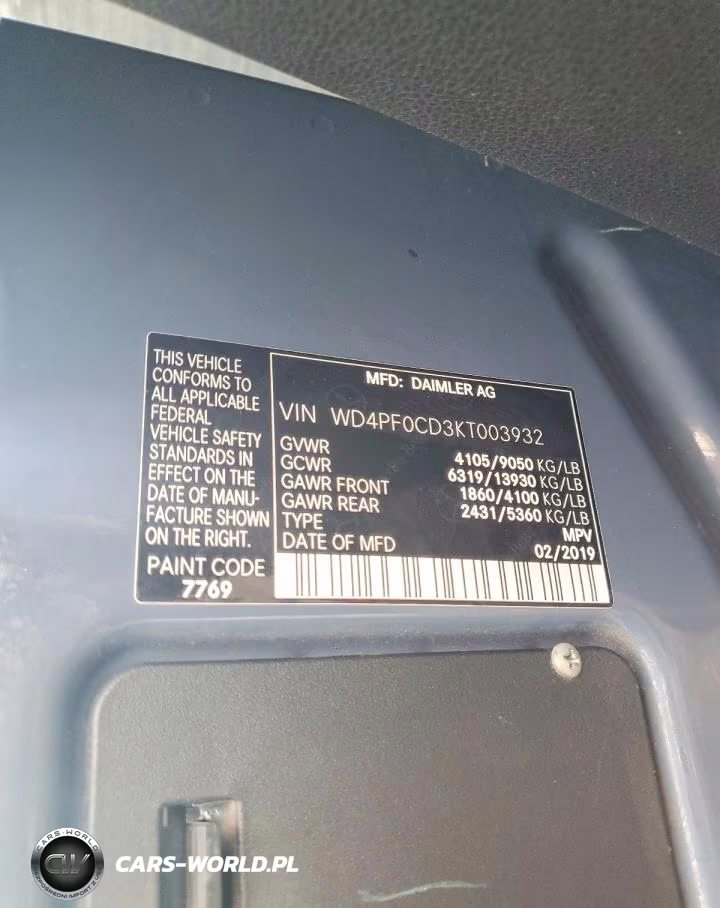 THIS VEHICLE
CONFORMS TO
ALL APPLICABLE
FEDERAL
VEHICLE SAFETY
STANDARDS IN
EFFECT ON THE
DATE OF MANU-
FACTURE SHOWN
ON THE RIGHT.
PAINT CODE
7769
MFD: DAIMLER AG
VIN WD4PF0CD3KT003932
GVWR 4105/9050 KG/LB
GCWR 6319/13930 KG/LB
GAWR FRONT 1860/4100 KG/LB
GAWR REAR 2431/5360 KG/LB
TYPE MPV
DATE OF MFD 02/2019
CARS-WORLD
CW
CARS-WORLD.PL